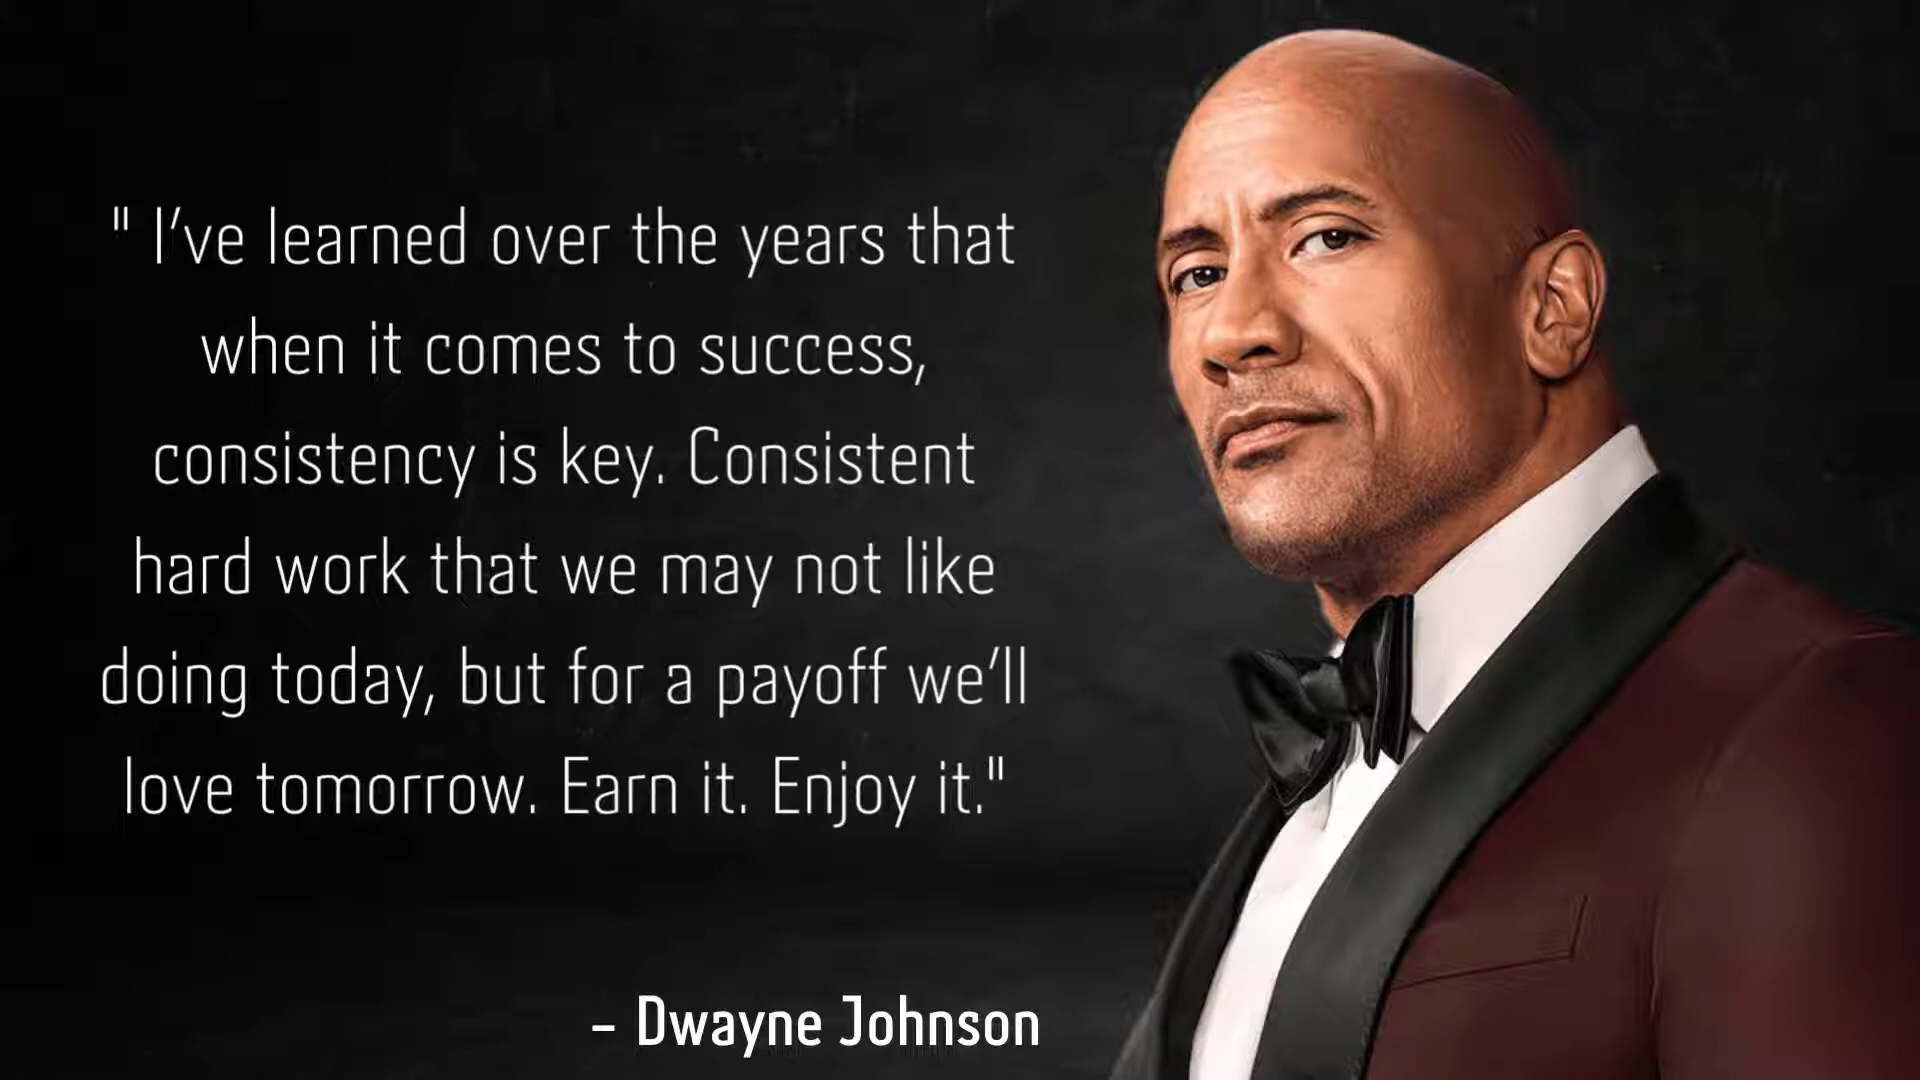 " I’ve learned over the years that
when it comes to success,
consistency is key. Consistent
hard work that we may not like
doing today, but for a payoff we’ll
love tomorrow. Earn it. Enjoy it."
– Dwayne Johnson